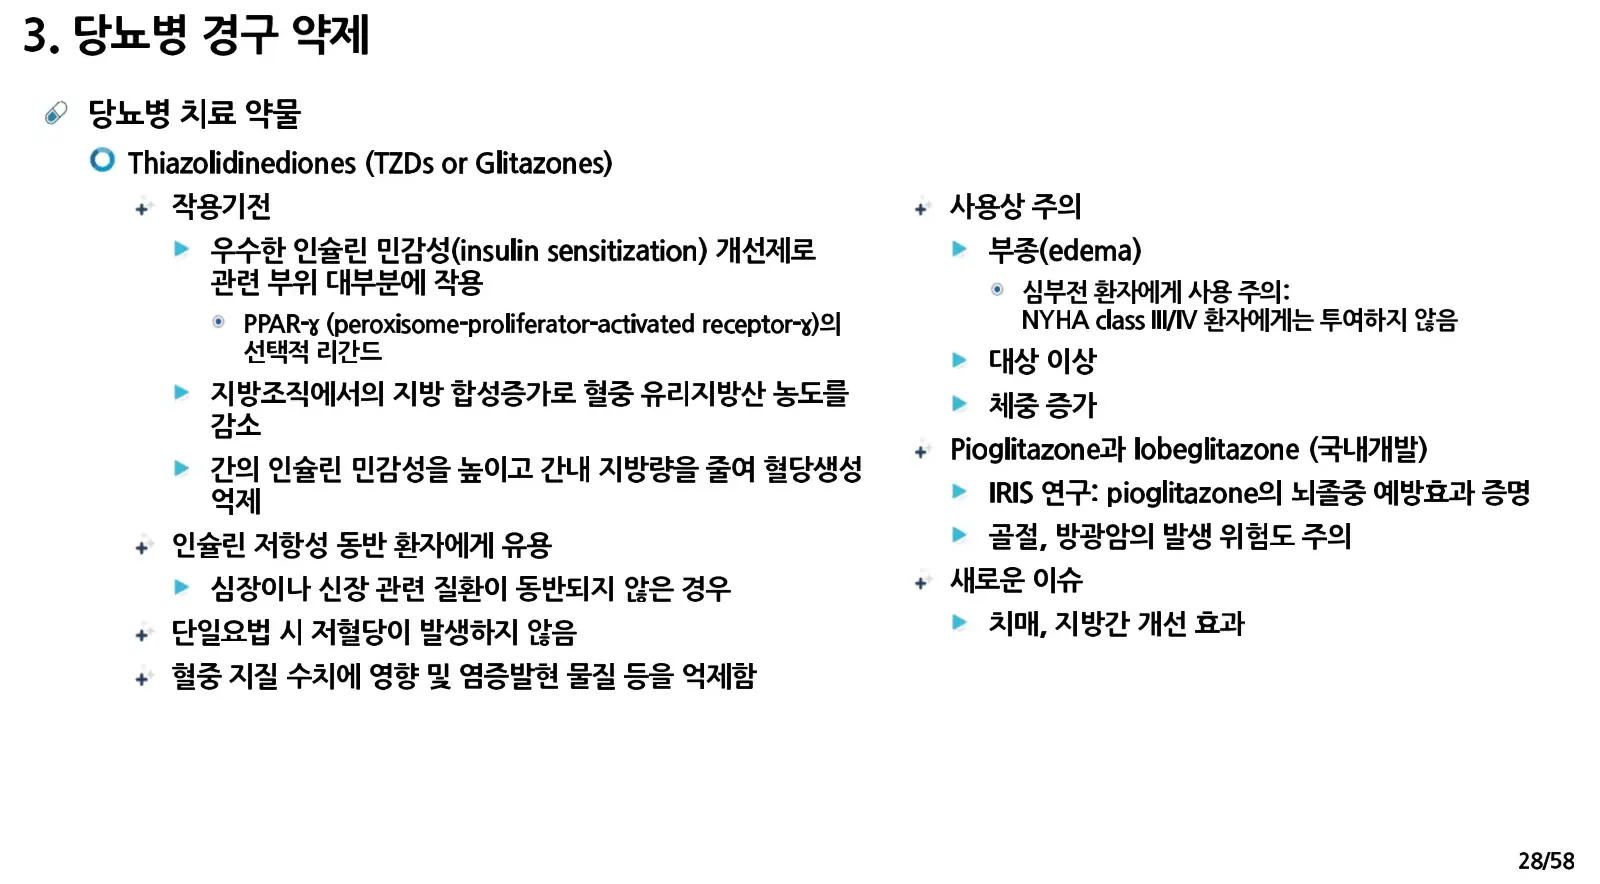 3. 당뇨병 경구 약제
당뇨병 치료 약물
Thiazolidinediones (TZDs or Glitazones)
작용기전
우수한 인슐린 민감성(insulin sensitization) 개선제로
관련 부위 대부분에 작용
PPAR-ɣ (peroxisome-proliferator-activated receptor-ɣ)의
선택적 리간드
지방조직에서의 지방 합성증가로 혈중 유리지방산 농도를
감소
간의 인슐린 민감성을 높이고 간내 지방량을 줄여 혈당생성
억제
인슐린 저항성 동반 환자에게 유용
심장이나 신장 관련 질환이 동반되지 않은 경우
단일요법 시 저혈당이 발생하지 않음
혈중 지질 수치에 영향 및 염증발현 물질 등을 억제함
사용상 주의
부종(edema)
심부전 환자에게 사용 주의:
NYHA class III/IV 환자에게는 투여하지 않음
대상 이상
체중 증가
Pioglitazone과 lobeglitazone (국내개발)
IRIS 연구: pioglitazone의 뇌졸중 예방효과 증명
골절, 방광암의 발생 위험도 주의
새로운 이슈
치매, 지방간 개선 효과
28/58